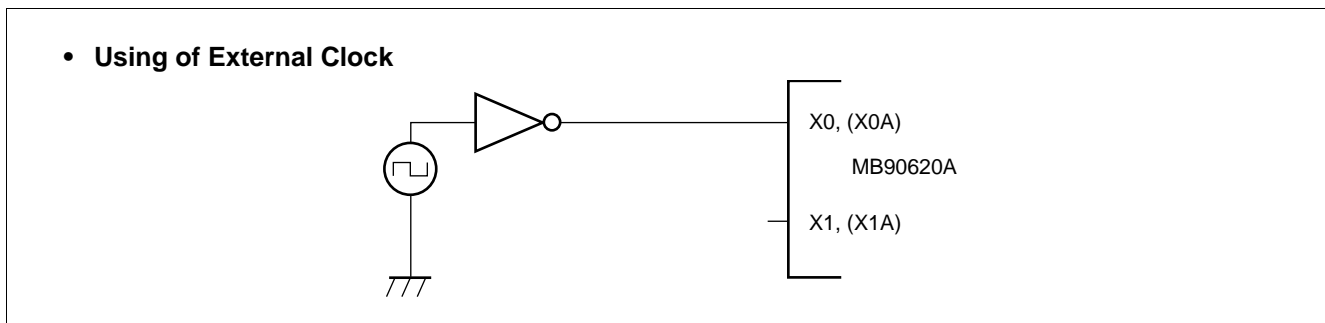 • Using of External Clock
X0, (X0A)
MB90620A
X1, (X1A)